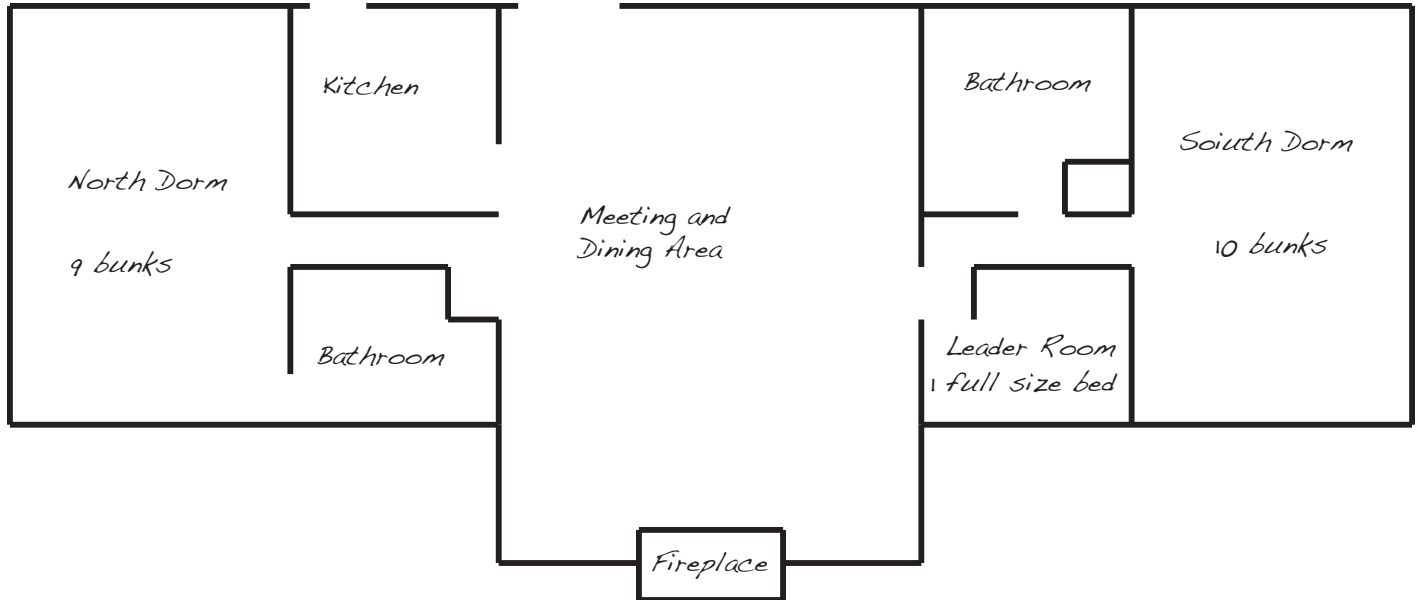 Kitchen
North Dorm
9 bunks
Bathroom
Meeting and
Dining Area
Fireplace
Bathroom
Leader Room
1 full size bed
Soiuth Dorm
10 bunks